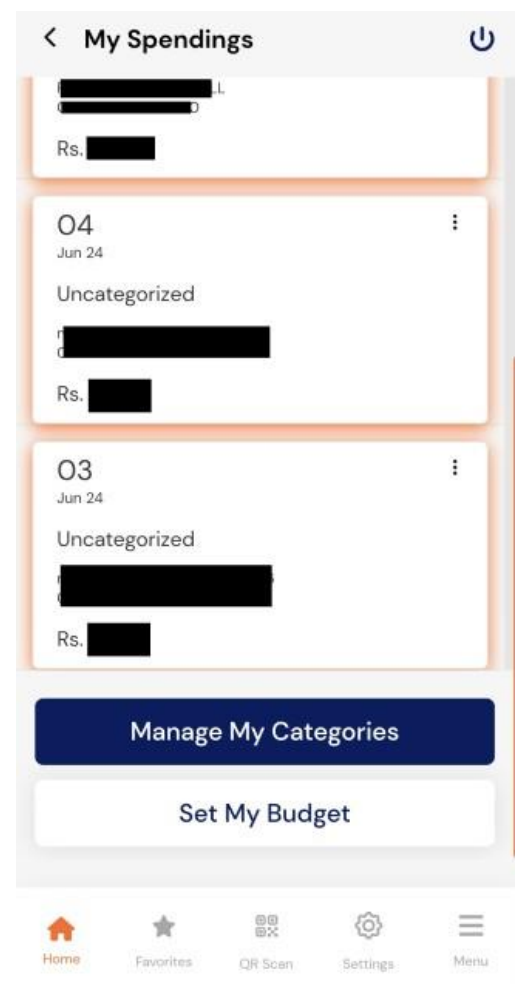 My Spendings
Rs.
04
Jun 24
Uncategorized
Rs.
03
Jun 24
Uncategorized
Rs.
Manage My Categories
Set My Budget
Home Favorites QR Scan Settings Menu